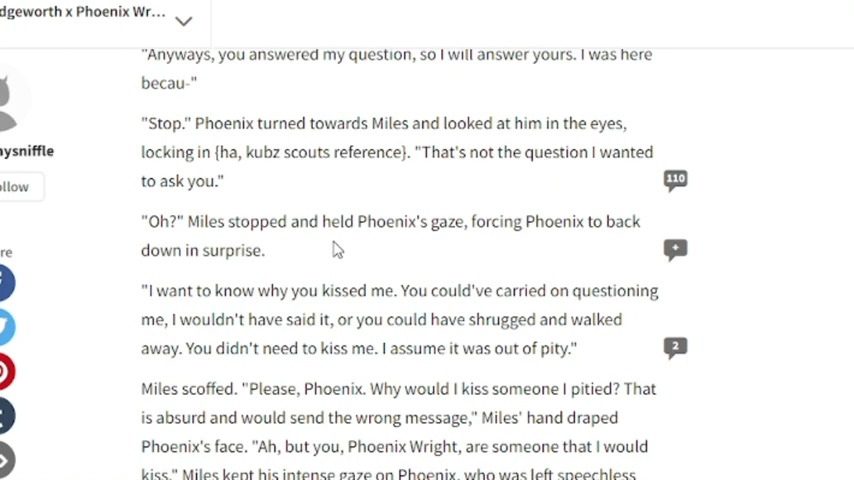 dgeworth x Phoenix Wr...
"Anyways, you answered my question, so I will answer yours. I was here
becau-"
"Stop." Phoenix turned towards Miles and looked at him in the eyes,
locking in {ha, kubz scouts reference}. "That's not the question I wanted
to ask you."
110
nysniffle
ollow
"Oh?" Miles stopped and held Phoenix's gaze, forcing Phoenix to back
down in surprise.
+
re
"I want to know why you kissed me. You could've carried on questioning
me, I wouldn't have said it, or you could have shrugged and walked
away. You didn't need to kiss me. I assume it was out of pity."
2
Miles scoffed. "Please, Phoenix. Why would I kiss someone I pitied? That
is absurd and would send the wrong message," Miles' hand draped
Phoenix's face. "Ah, but you, Phoenix Wright, are someone that I would
kiss." Miles kept his intense gaze on Phoenix, who was left speechless